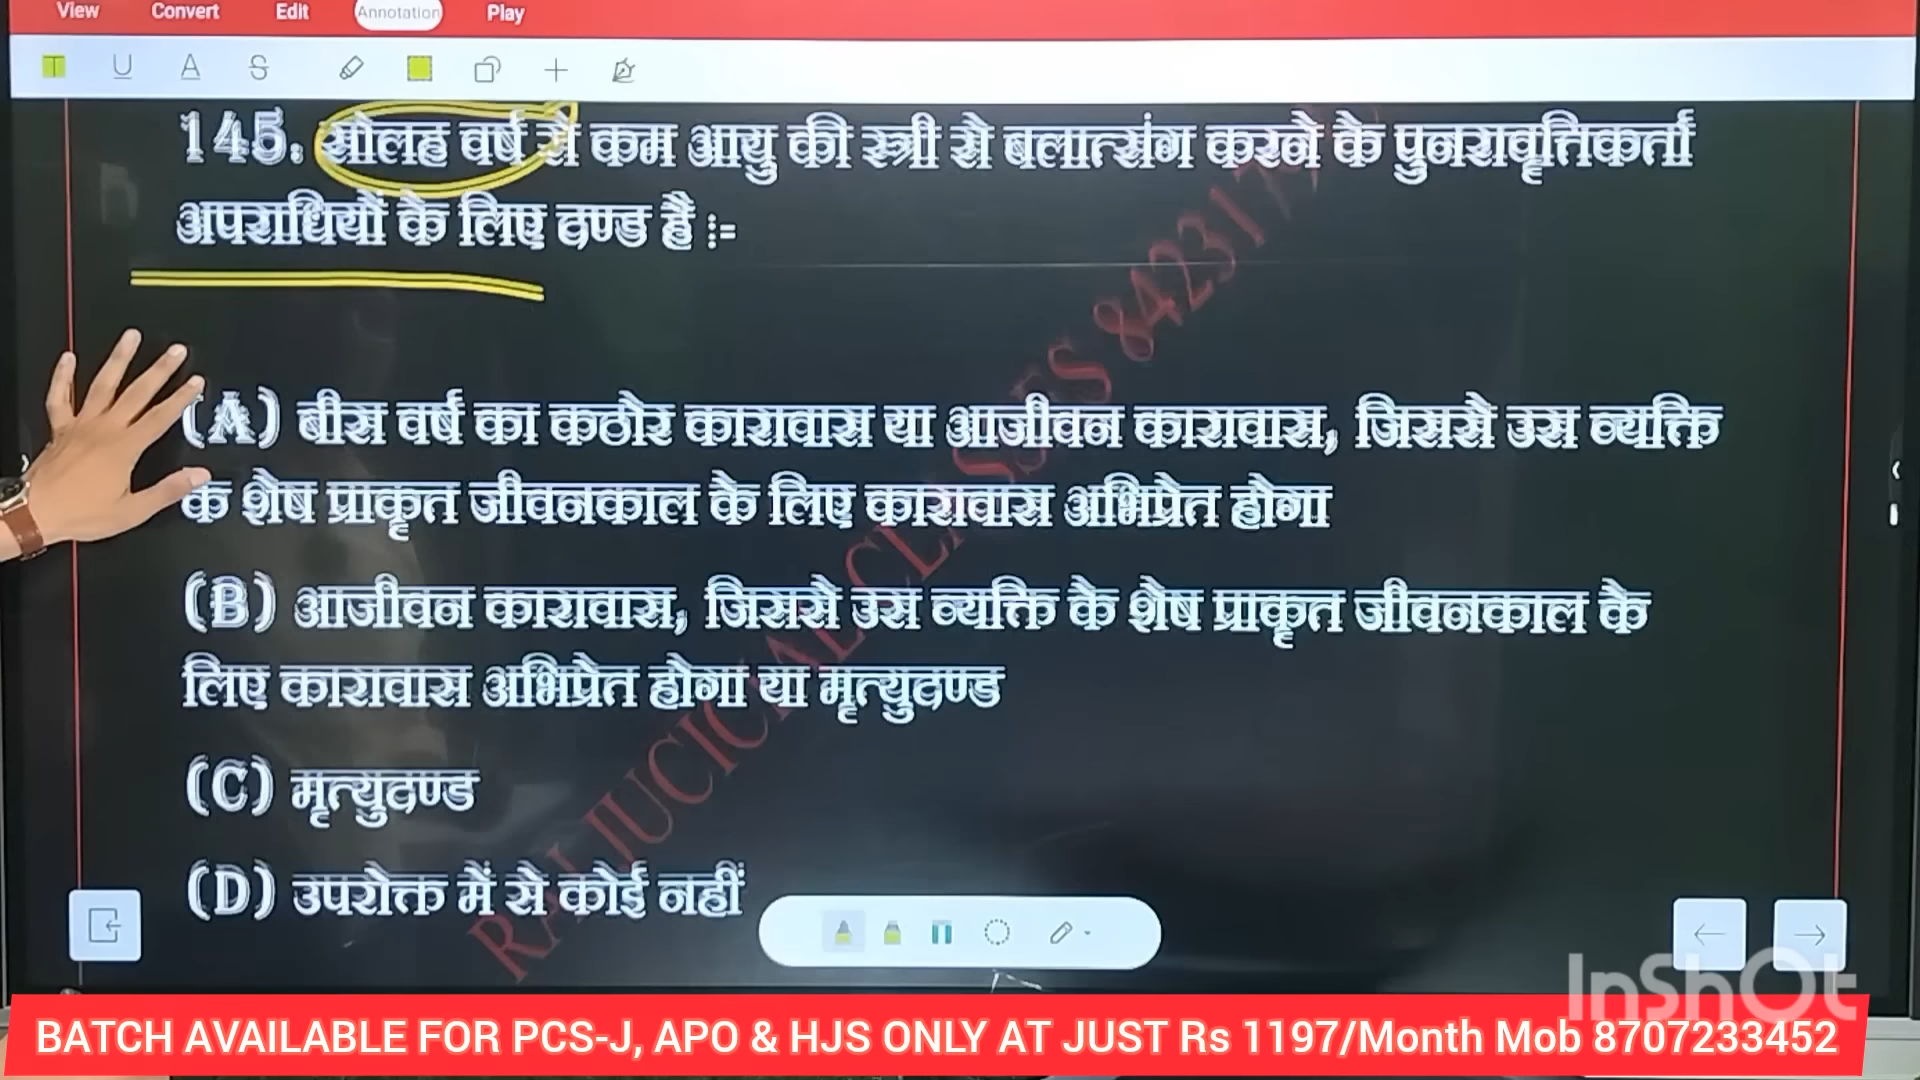 View Convert Edit Annotation Play
145. सोलह वर्ष से कम आयु की स्त्री से बलात्संग करने के पुनरावृत्तिकर्ता
अपराधियों के लिए दण्ड है :-
(A) बीस वर्ष का कठोर कारावास या आजीवन कारावास, जिससे उस व्यक्ति
के शेष प्राकृत जीवनकाल के लिए कारावास अभिप्रेत होगा
(B) आजीवन कारावास, जिससे उस व्यक्ति के शेष प्राकृत जीवनकाल के
लिए कारावास अभिप्रेत होगा या मृत्युदण्ड
(C) मृत्युदण्ड
(D) उपरोक्त में से कोई नहीं
InShOt
BATCH AVAILABLE FOR PCS-J, APO & HJS ONLY AT JUST Rs 1197/Month Mob 8707233452